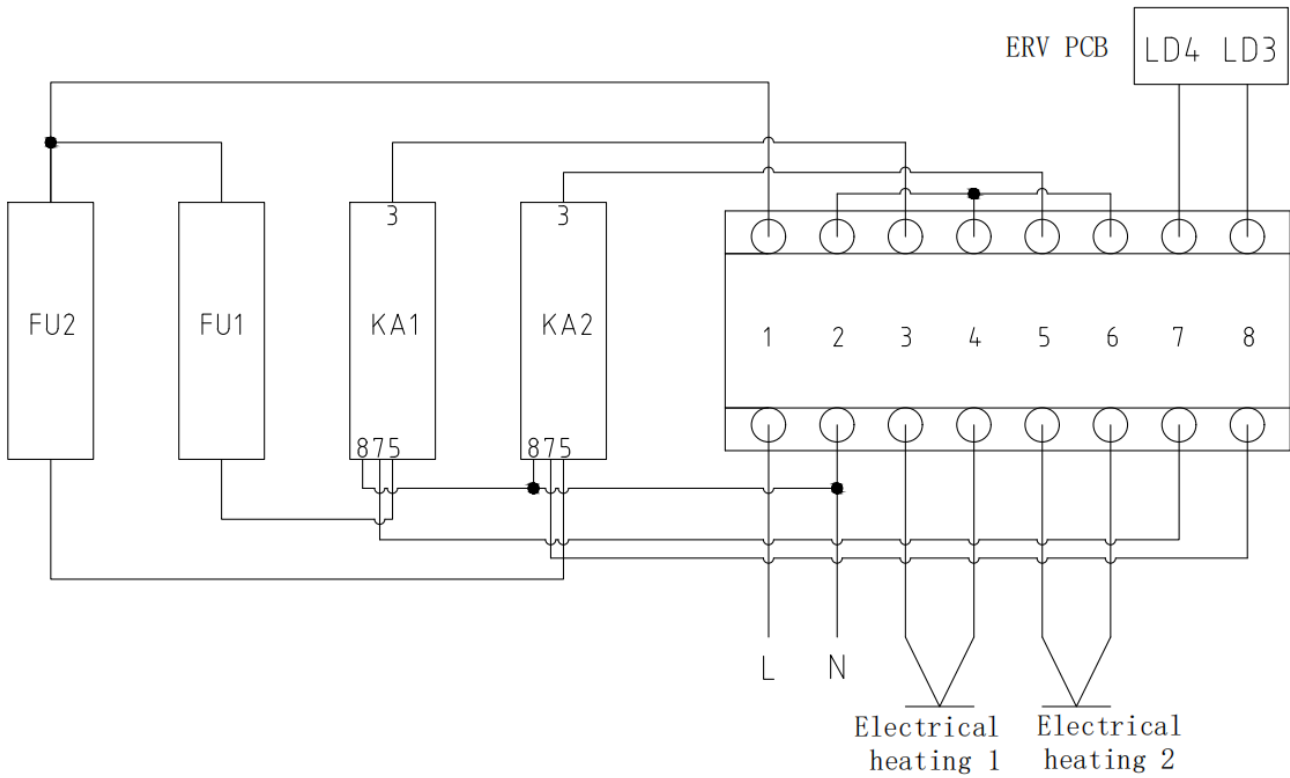 ERV PCB
LD4 LD3
3
3
FU2
FU1
KA1
KA2
1 2 3 4 5 6 7 8
875
875
L
N
Electrical
heating 1
Electrical
heating 2